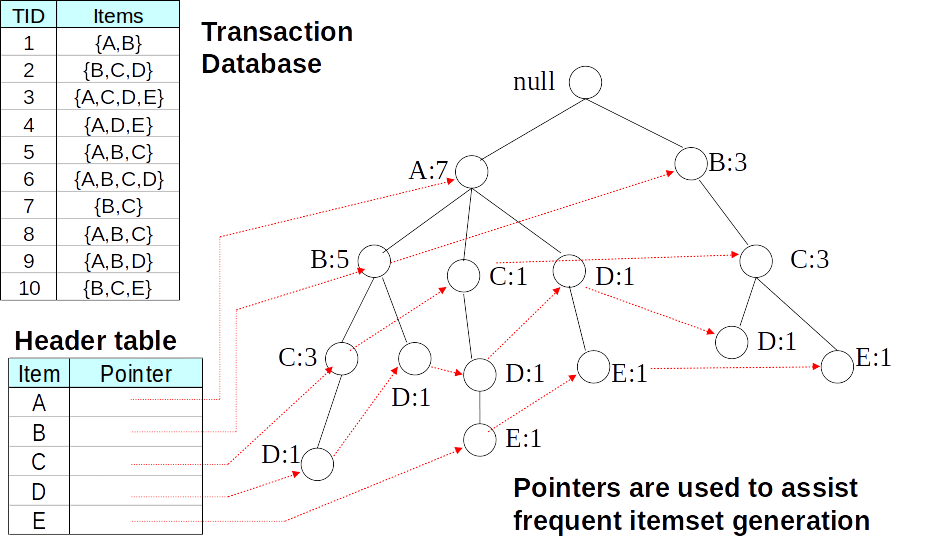 TID Items
1 {A,B}
2 {B,C,D}
3 {A,C,D,E}
4 {A,D,E}
5 {A,B,C}
6 {A,B,C,D}
7 {B,C}
8 {A,B,C}
9 {A,B,D}
10 {B,C,E}
Transaction
Database
null
A:7
B:3
B:5
C:1
D:1
C:3
C:3
D:1
D:1
D:1
E:1
E:1
D:1
E:1
D:1
Header table
Item Pointer
A
B
C
D
E
Pointers are used to assist
frequent itemset generation